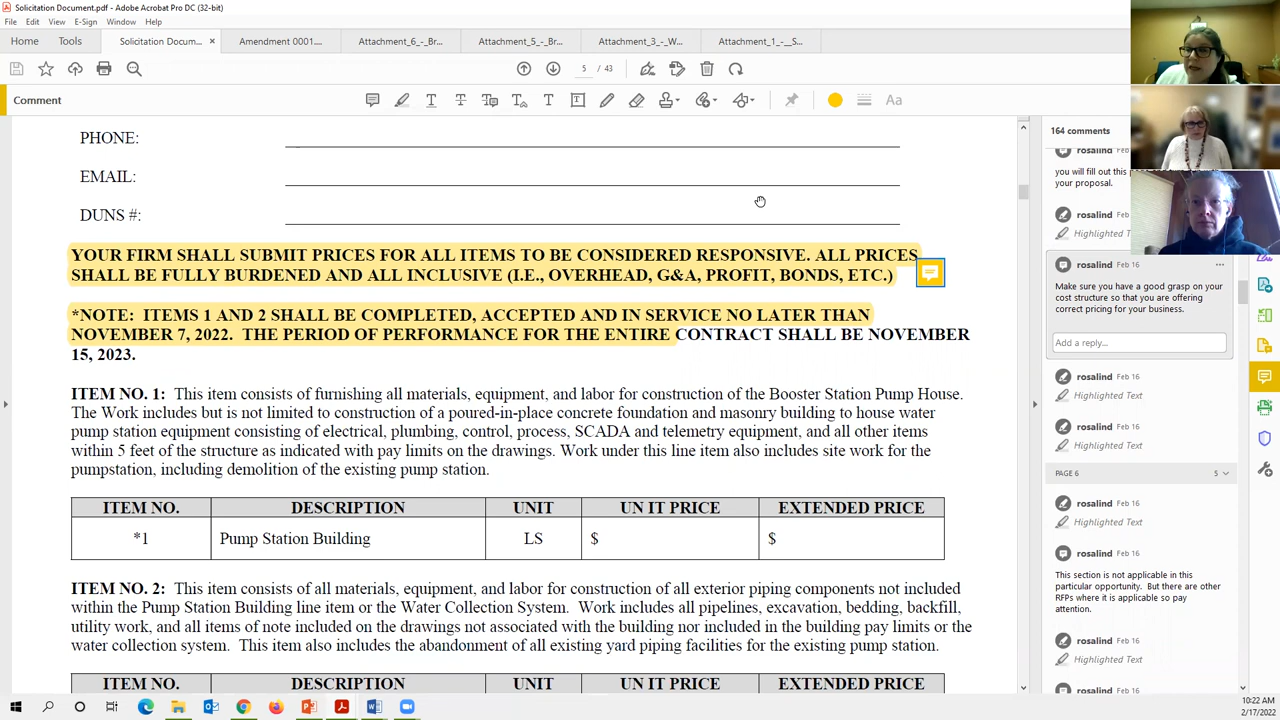 Solicitation Document.pdf - Adobe Acrobat Pro DC (32-bit)
File Edit View E-Sign Window Help
Home Tools Solicitation Docum... × Amendment 0001.... Attachment_6_-_Br... Attachment_5_-_Br... Attachment_3_-_W... Attachment_1_-__S...
5 / 43
Comment
Aa
PHONE:
EMAIL:
DUNS #:
YOUR FIRM SHALL SUBMIT PRICES FOR ALL ITEMS TO BE CONSIDERED RESPONSIVE. ALL PRICES
SHALL BE FULLY BURDENED AND ALL INCLUSIVE (I.E., OVERHEAD, G&A, PROFIT, BONDS, ETC.)
*NOTE: ITEMS 1 AND 2 SHALL BE COMPLETED, ACCEPTED AND IN SERVICE NO LATER THAN
NOVEMBER 7, 2022. THE PERIOD OF PERFORMANCE FOR THE ENTIRE CONTRACT SHALL BE NOVEMBER
15, 2023.
ITEM NO. 1: This item consists of furnishing all materials, equipment, and labor for construction of the Booster Station Pump House.
The Work includes but is not limited to construction of a poured-in-place concrete foundation and masonry building to house water
pump station equipment consisting of electrical, plumbing, control, process, SCADA and telemetry equipment, and all other items
within 5 feet of the structure as indicated with pay limits on the drawings. Work under this line item also includes site work for the
pumpstation, including demolition of the existing pump station.
ITEM NO. DESCRIPTION UNIT UN IT PRICE EXTENDED PRICE
*1 Pump Station Building LS $ $
ITEM NO. 2: This item consists of all materials, equipment, and labor for construction of all exterior piping components not included
within the Pump Station Building line item or the Water Collection System. Work includes all pipelines, excavation, bedding, backfill,
utility work, and all items of note included on the drawings not associated with the building nor included in the building pay limits or the
water collection system. This item also includes the abandonment of all existing yard piping facilities for the existing pump station.
ITEM NO. DESCRIPTION UNIT UN IT PRICE EXTENDED PRICE
164 comments
rosalind Feb
you will fill out this
your proposal.
rosalind Feb
Highlighted
rosalind Feb 16
Make sure you have a good grasp on your
cost structure so that you are offering
correct pricing for your business.
Add a reply...
rosalind Feb 16
Highlighted Text
rosalind Feb 16
Highlighted Text
PAGE 6 5
rosalind Feb 16
Highlighted Text
rosalind Feb 16
This section is not applicable in this
particular opportunity. But there are other
RFPs where it is applicable so pay
attention.
rosalind Feb 16
Highlighted Text
rosalind Feb 16
10:22 AM
2/17/2022